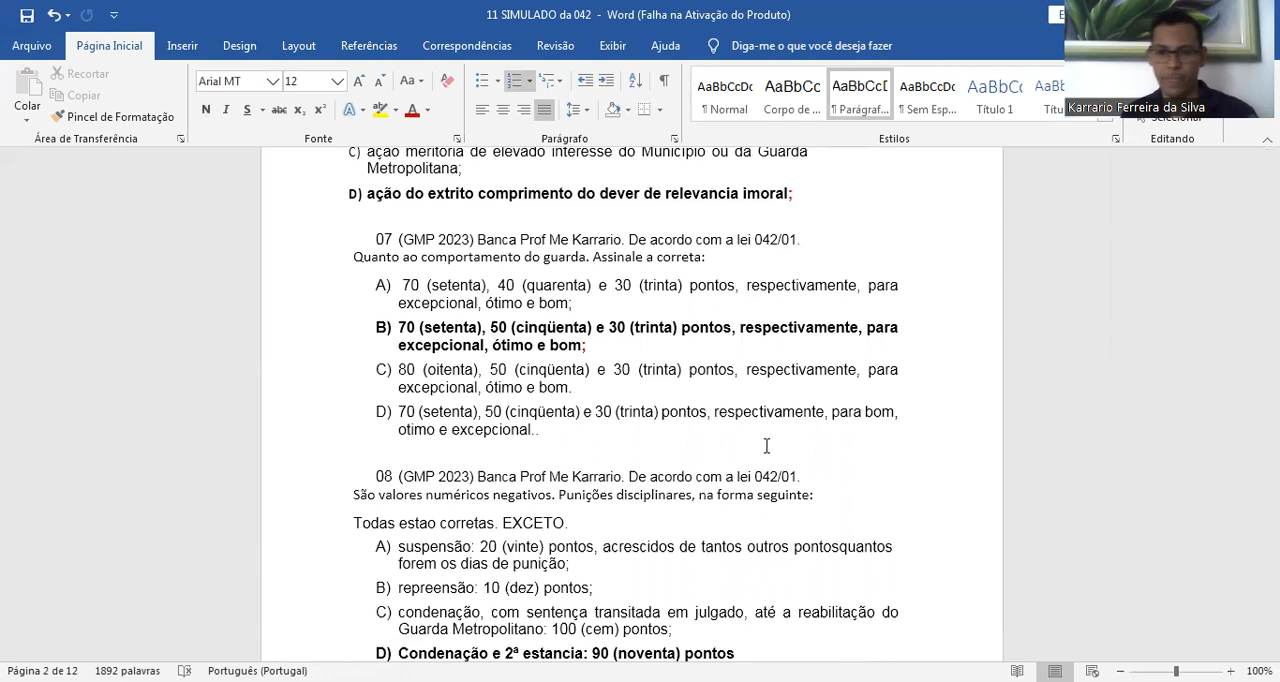 11 SIMULADO da 042 - Word (Falha na Ativação do Produto)
Arquivo Página Inicial Inserir Design Layout Referências Correspondências Revisão Exibir Ajuda Diga-me o que você deseja fazer
Karrario Ferreira da Silva
Colar
Recortar
Copiar
Pincel de Formatação
Área de Transferência
Arial MT 12
N I S abc x₂ x²
Fonte
Parágrafo
AaBbCcDc AaBbCc AaBbCcD AaBbCcDc AaBbCc AaBbC
¶ Normal Corpo de ... ¶ Parágraf... ¶ Sem Esp... Título 1
Estilos
Selecionar
Editando
C) ação meritoria de elevado interesse do Município ou da Guarda
Metropolitana;
D) ação do extrito comprimento do dever de relevancia imoral;
07 (GMP 2023) Banca Prof Me Karrario. De acordo com a lei 042/01.
Quanto ao comportamento do guarda. Assinale a correta:
A) 70 (setenta), 40 (quarenta) e 30 (trinta) pontos, respectivamente, para
excepcional, ótimo e bom;
B) 70 (setenta), 50 (cinqüenta) e 30 (trinta) pontos, respectivamente, para
excepcional, ótimo e bom;
C) 80 (oitenta), 50 (cinqüenta) e 30 (trinta) pontos, respectivamente, para
excepcional, ótimo e bom.
D) 70 (setenta), 50 (cinqüenta) e 30 (trinta) pontos, respectivamente, para bom,
otimo e excepcional..
08 (GMP 2023) Banca Prof Me Karrario. De acordo com a lei 042/01.
São valores numéricos negativos. Punições disciplinares, na forma seguinte:
Todas estao corretas. EXCETO.
A) suspensão: 20 (vinte) pontos, acrescidos de tantos outros pontosquantos
forem os dias de punição;
B) repreensão: 10 (dez) pontos;
C) condenação, com sentença transitada em julgado, até a reabilitação do
Guarda Metropolitano: 100 (cem) pontos;
D) Condenação e 2ª estancia: 90 (noventa) pontos
Página 2 de 12 1892 palavras Português (Portugal) 100%